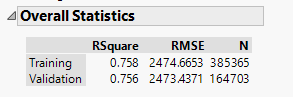 Overall Statistics
RSquare RMSE N
Training 0.758 2474.6653 385365
Validation 0.756 2473.4371 164703